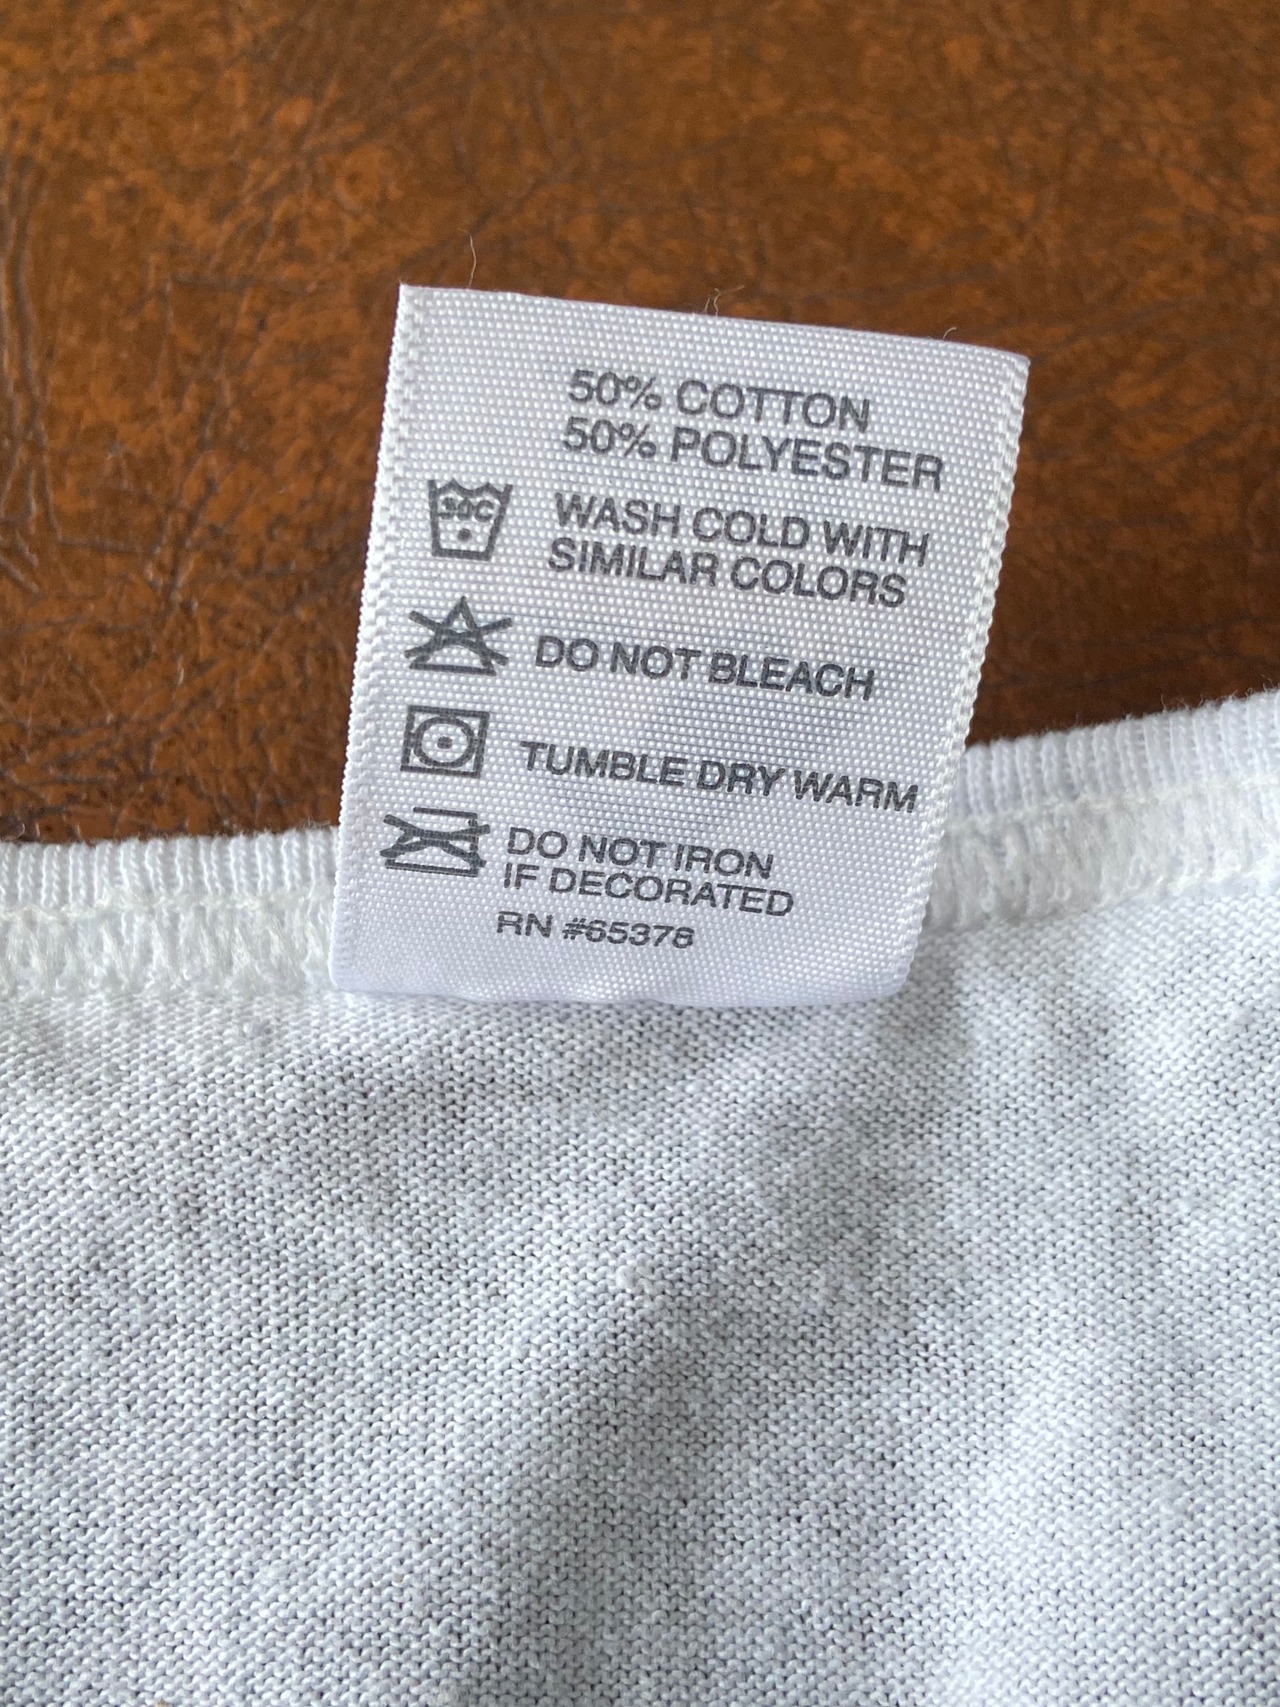 50% COTTON
50% POLYESTER
30C
WASH COLD WITH
SIMILAR COLORS
DO NOT BLEACH
TUMBLE DRY WARM
DO NOT IRON
IF DECORATED
RN #65378